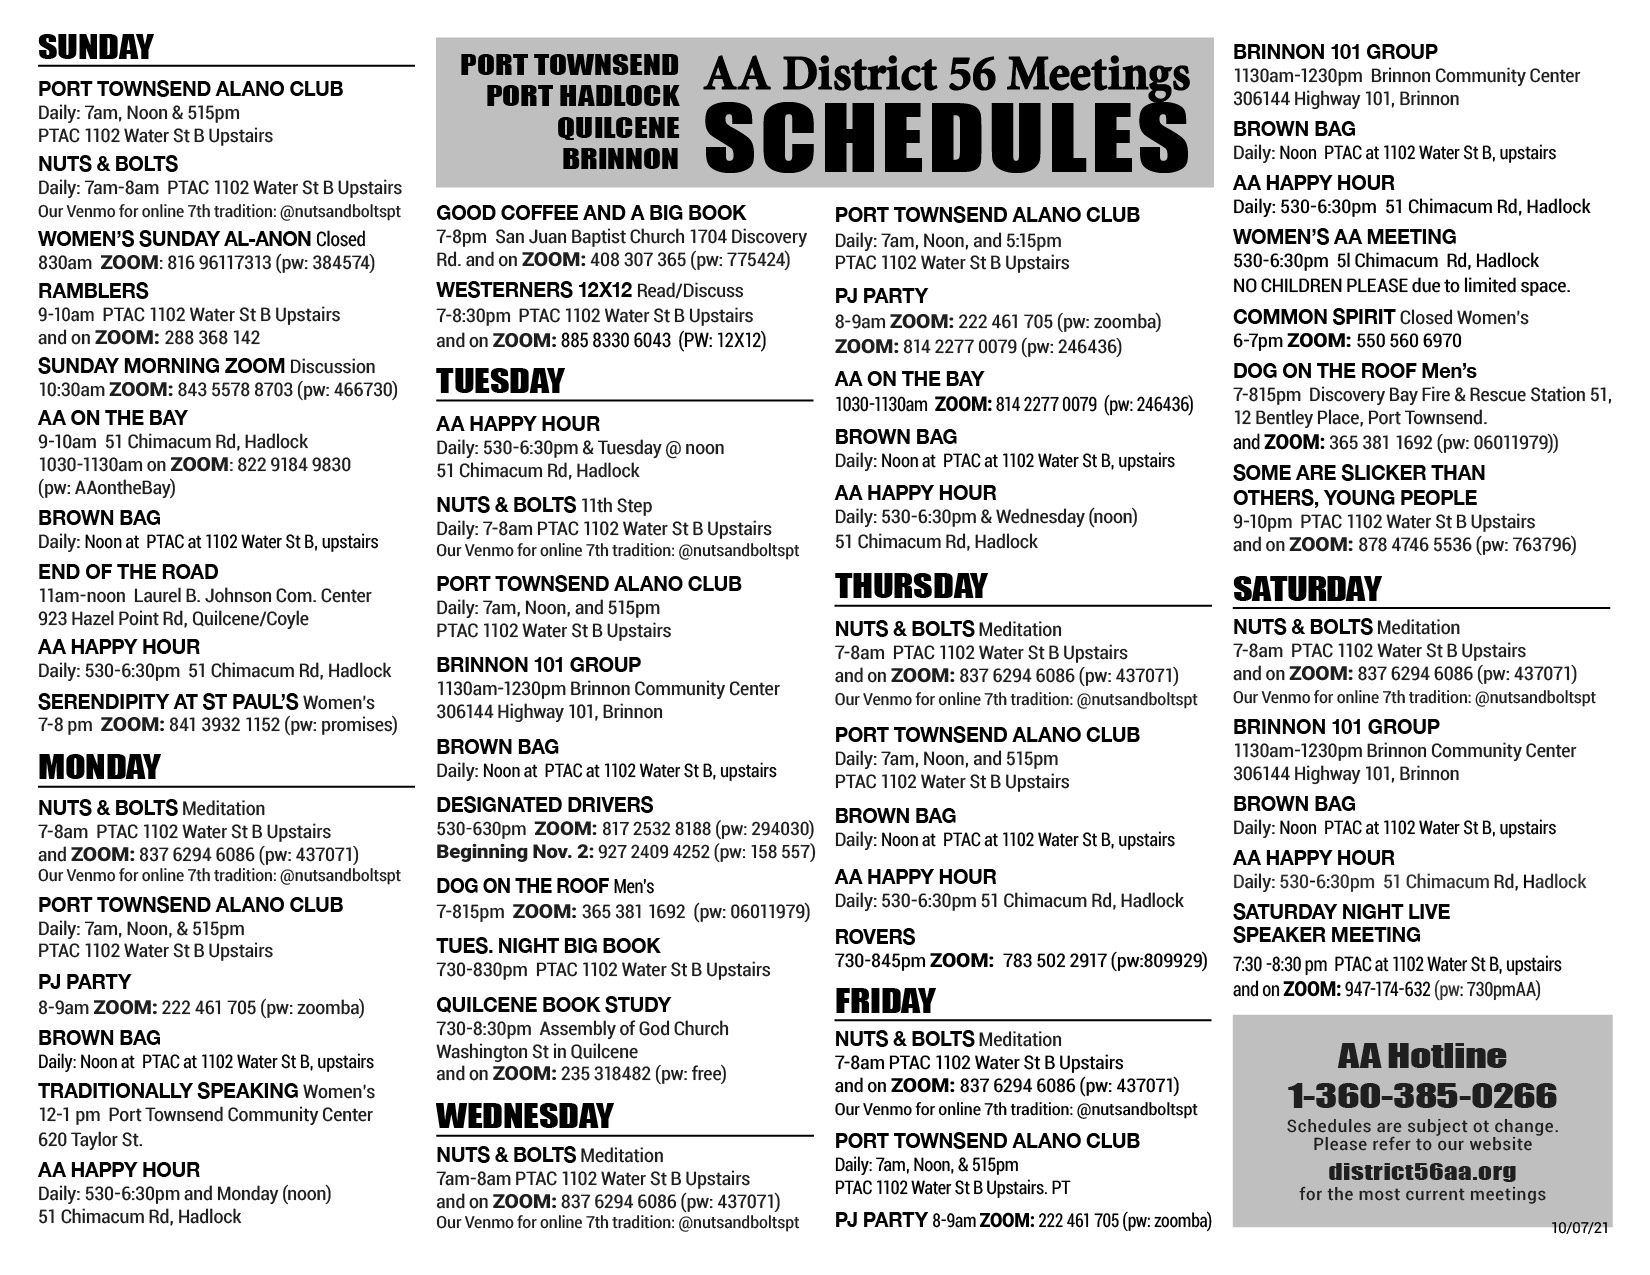 SUNDAY
PORT TOWNSEND ALANO CLUB
Daily: 7am, Noon & 515pm
PTAC 1102 Water St B Upstairs
NUTS & BOLTS
Daily: 7am-8am PTAC 1102 Water St B Upstairs
Our Venmo for online 7th tradition: @nutsandboltspt
WOMEN'S SUNDAY AL-ANON Closed
830am ZOOM: 816 96117313 (pw: 384574)
RAMBLERS
9-10am PTAC 1102 Water St B Upstairs
and on ZOOM: 288 368 142
SUNDAY MORNING ZOOM Discussion
10:30am ZOOM: 843 5578 8703 (pw: 466730)
AA ON THE BAY
9-10am 51 Chimacum Rd, Hadlock
1030-1130am on ZOOM: 822 9184 9830
(pw: AAontheBay)
BROWN BAG
Daily: Noon at PTAC at 1102 Water St B, upstairs
END OF THE ROAD
11am-noon Laurel B. Johnson Com. Center
923 Hazel Point Rd, Quilcene/Coyle
AA HAPPY HOUR
Daily: 530-6:30pm 51 Chimacum Rd, Hadlock
SERENDIPITY AT ST PAUL'S Women's
7-8 pm ZOOM: 841 3932 1152 (pw: promises)
MONDAY
NUTS & BOLTS Meditation
7-8am PTAC 1102 Water St B Upstairs
and ZOOM: 837 6294 6086 (pw: 437071)
Our Venmo for online 7th tradition: @nutsandboltspt
PORT TOWNSEND ALANO CLUB
Daily: 7am, Noon, & 515pm
PTAC 1102 Water St B Upstairs
PJ PARTY
8-9am ZOOM: 222 461 705 (pw: zoomba)
BROWN BAG
Daily: Noon at PTAC at 1102 Water St B, upstairs
TRADITIONALLY SPEAKING Women's
12-1 pm Port Townsend Community Center
620 Taylor St.
AA HAPPY HOUR
Daily: 530-6:30pm and Monday (noon)
51 Chimacum Rd, Hadlock
PORT TOWNSEND
PORT HADLOCK
QUILCENE
BRINNON
AA District 56 Meetings
SCHEDULES
GOOD COFFEE AND A BIG BOOK
7-8pm San Juan Baptist Church 1704 Discovery
Rd. and on ZOOM: 408 307 365 (pw: 775424)
WESTERNERS 12X12 Read/Discuss
7-8:30pm PTAC 1102 Water St B Upstairs
and on ZOOM: 885 8330 6043 (PW: 12X12)
TUESDAY
AA HAPPY HOUR
Daily: 530-6:30pm & Tuesday @ noon
51 Chimacum Rd, Hadlock
NUTS & BOLTS 11th Step
Daily: 7-8am PTAC 1102 Water St B Upstairs
Our Venmo for online 7th tradition: @nutsandboltspt
PORT TOWNSEND ALANO CLUB
Daily: 7am, Noon, and 515pm
PTAC 1102 Water St B Upstairs
BRINNON 101 GROUP
1130am-1230pm Brinnon Community Center
306144 Highway 101, Brinnon
BROWN BAG
Daily: Noon at PTAC at 1102 Water St B, upstairs
DESIGNATED DRIVERS
530-630pm ZOOM: 817 2532 8188 (pw: 294030)
Beginning Nov. 2: 927 2409 4252 (pw: 158 557)
DOG ON THE ROOF Men's
7-815pm ZOOM: 365 381 1692 (pw: 06011979)
TUES. NIGHT BIG BOOK
730-830pm PTAC 1102 Water St B Upstairs
QUILCENE BOOK STUDY
730-8:30pm Assembly of God Church
Washington St in Quilcene
and on ZOOM: 235 318482 (pw: free)
WEDNESDAY
NUTS & BOLTS Meditation
7am-8am PTAC 1102 Water St B Upstairs
and on ZOOM: 837 6294 6086 (pw: 437071)
Our Venmo for online 7th tradition: @nutsandboltspt
PORT TOWNSEND ALANO CLUB
Daily: 7am, Noon, and 5:15pm
PTAC 1102 Water St B Upstairs
PJ PARTY
8-9am ZOOM: 222 461 705 (pw: zoomba)
ZOOM: 814 2277 0079 (pw: 246436)
AA ON THE BAY
1030-1130am ZOOM: 814 2277 0079 (pw: 246436)
BROWN BAG
Daily: Noon at PTAC at 1102 Water St B, upstairs
AA HAPPY HOUR
Daily: 530-6:30pm & Wednesday (noon)
51 Chimacum Rd, Hadlock
THURSDAY
NUTS & BOLTS Meditation
7-8am PTAC 1102 Water St B Upstairs
and on ZOOM: 837 6294 6086 (pw: 437071)
Our Venmo for online 7th tradition: @nutsandboltspt
PORT TOWNSEND ALANO CLUB
Daily: 7am, Noon, and 515pm
PTAC 1102 Water St B Upstairs
BROWN BAG
Daily: Noon at PTAC at 1102 Water St B, upstairs
AA HAPPY HOUR
Daily: 530-6:30pm 51 Chimacum Rd, Hadlock
ROVERS
730-845pm ZOOM: 783 502 2917 (pw:809929)
FRIDAY
NUTS & BOLTS Meditation
7-8am PTAC 1102 Water St B Upstairs
and on ZOOM: 837 6294 6086 (pw: 437071)
Our Venmo for online 7th tradition: @nutsandboltspt
PORT TOWNSEND ALANO CLUB
Daily: 7am, Noon, & 515pm
PTAC 1102 Water St B Upstairs. PT
PJ PARTY 8-9am ZOOM: 222 461 705 (pw: zoomba)
BRINNON 101 GROUP
1130am-1230pm Brinnon Community Center
306144 Highway 101, Brinnon
BROWN BAG
Daily: Noon PTAC at 1102 Water St B, upstairs
AA HAPPY HOUR
Daily: 530-6:30pm 51 Chimacum Rd, Hadlock
WOMEN'S AA MEETING
530-6:30pm 5l Chimacum Rd, Hadlock
NO CHILDREN PLEASE due to limited space.
COMMON SPIRIT Closed Women's
6-7pm ZOOM: 550 560 6970
DOG ON THE ROOF Men's
7-815pm Discovery Bay Fire & Rescue Station 51,
12 Bentley Place, Port Townsend.
and ZOOM: 365 381 1692 (pw: 06011979))
SOME ARE SLICKER THAN
OTHERS, YOUNG PEOPLE
9-10pm PTAC 1102 Water St B Upstairs
and on ZOOM: 878 4746 5536 (pw: 763796)
SATURDAY
NUTS & BOLTS Meditation
7-8am PTAC 1102 Water St B Upstairs
and on ZOOM: 837 6294 6086 (pw: 437071)
Our Venmo for online 7th tradition: @nutsandboltspt
BRINNON 101 GROUP
1130am-1230pm Brinnon Community Center
306144 Highway 101, Brinnon
BROWN BAG
Daily: Noon PTAC at 1102 Water St B, upstairs
AA HAPPY HOUR
Daily: 530-6:30pm 51 Chimacum Rd, Hadlock
SATURDAY NIGHT LIVE
SPEAKER MEETING
7:30 -8:30 pm PTAC at 1102 Water St B, upstairs
and on ZOOM: 947-174-632 (pw: 730pmAA)
AA Hotline
1-360-385-0266
Schedules are subject ot change.
Please refer to our website
district56aa.org
for the most current meetings
10/07/21